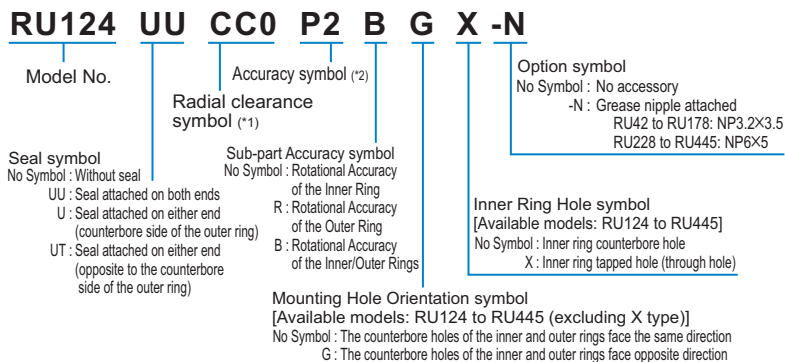 RU124 UU CC0 P2 B G X -N
Model No.
Accuracy symbol (*2)
Radial clearance
symbol (*1)
Option symbol
No Symbol : No accessory
-N : Grease nipple attached
RU42 to RU178: NP3.2×3.5
RU228 to RU445: NP6×5
Seal symbol
No Symbol : Without seal
UU : Seal attached on both ends
U : Seal attached on either end
(counterbore side of the outer ring)
UT : Seal attached on either end
(opposite to the counterbore
side of the outer ring)
Sub-part Accuracy symbol
No Symbol : Rotational Accuracy
of the Inner Ring
R : Rotational Accuracy
of the Outer Ring
B : Rotational Accuracy
of the Inner/Outer Rings
Inner Ring Hole symbol
[Available models: RU124 to RU445]
No Symbol : Inner ring counterbore hole
X : Inner ring tapped hole (through hole)
Mounting Hole Orientation symbol
[Available models: RU124 to RU445 (excluding X type)]
No Symbol : The counterbore holes of the inner and outer rings face the same direction
G : The counterbore holes of the inner and outer rings face opposite direction